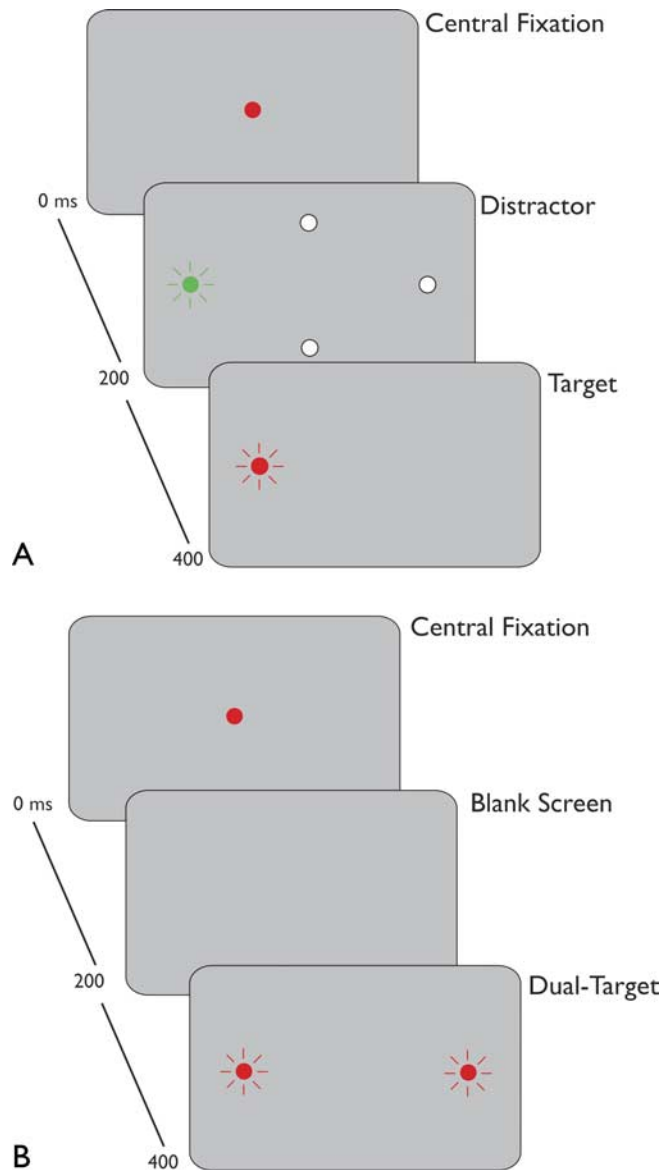 Central Fixation
0 ms
Distractor
200
Target
400
A
Central Fixation
0 ms
Blank Screen
200
Dual-Target
400
B